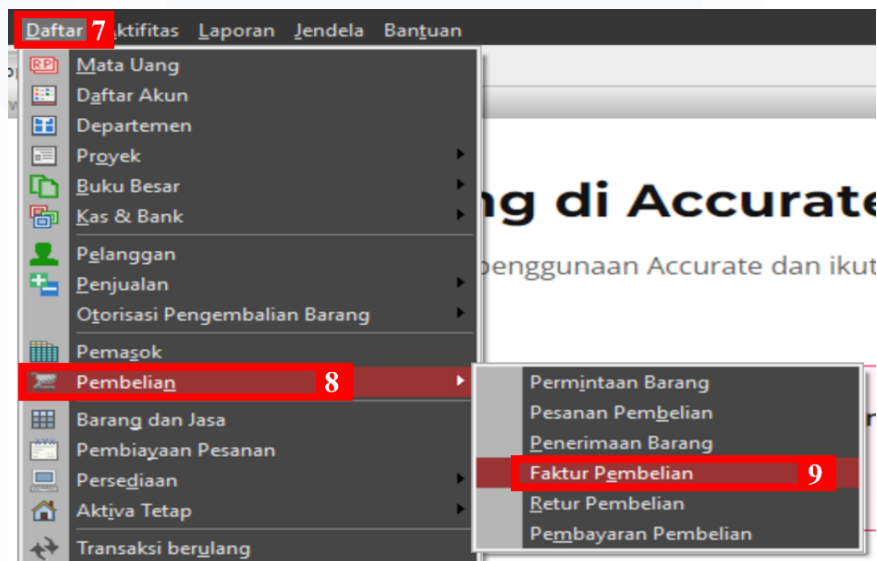 Daftar 7 Aktifitas Laporan Jendela Bantuan
RP Mata Uang
Daftar Akun
Departemen
Proyek
Buku Besar
Kas & Bank
ng di Accurate
Pelanggan
penggunaan Accurate dan ikut
Penjualan
Otorisasi Pengembalian Barang
Pemasok
Pembelian 8
Permintaan Barang
Pesanan Pembelian
Penerimaan Barang
Faktur Pembelian 9
Retur Pembelian
Pembayaran Pembelian
Barang dan Jasa
Pembiayaan Pesanan
Persediaan
Aktiva Tetap
Transaksi berulang